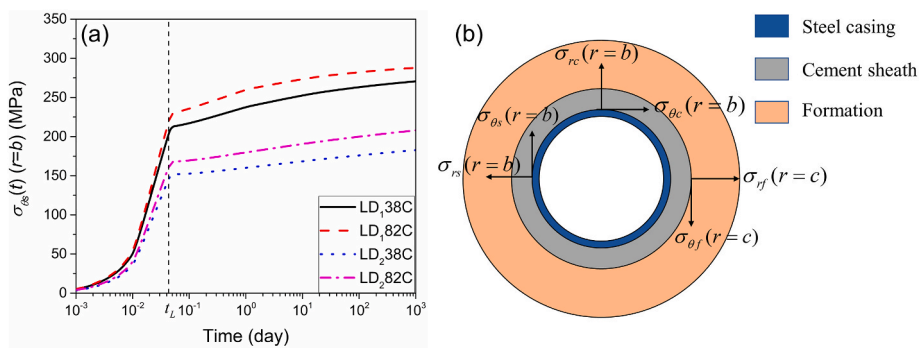 (a)
350
300
250
200
150
100
50
0
σθs(t) (r=b) (MPa)
10⁻³ 10⁻² tL 10⁻¹ 10⁰ 10¹ 10² 10³
Time (day)
LD₁38C
LD₁82C
LD₂38C
LD₂82C
(b)
σrc(r = b)
σθs(r = b)
σθc(r = b)
σrs(r = b)
σrf(r = c)
σθf(r = c)
Steel casing
Cement sheath
Formation